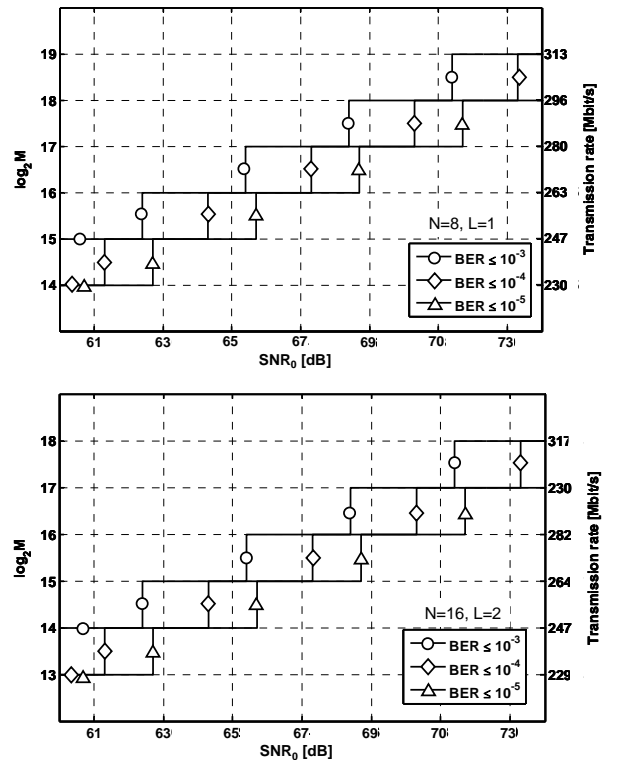 19
18
17
16
15
14
log2M
313
296
280
263
247
230
Transmission rate [Mbit/s]
N=8, L=1
BER ≤ 10^-3
BER ≤ 10^-4
BER ≤ 10^-5
61 63 65 67 69 70 73
SNR0 [dB]
18
17
16
15
14
13
log2M
317
230
282
264
247
229
Transmission rate [Mbit/s]
N=16, L=2
BER ≤ 10^-3
BER ≤ 10^-4
BER ≤ 10^-5
61 63 65 67 69 70 73
SNR0 [dB]